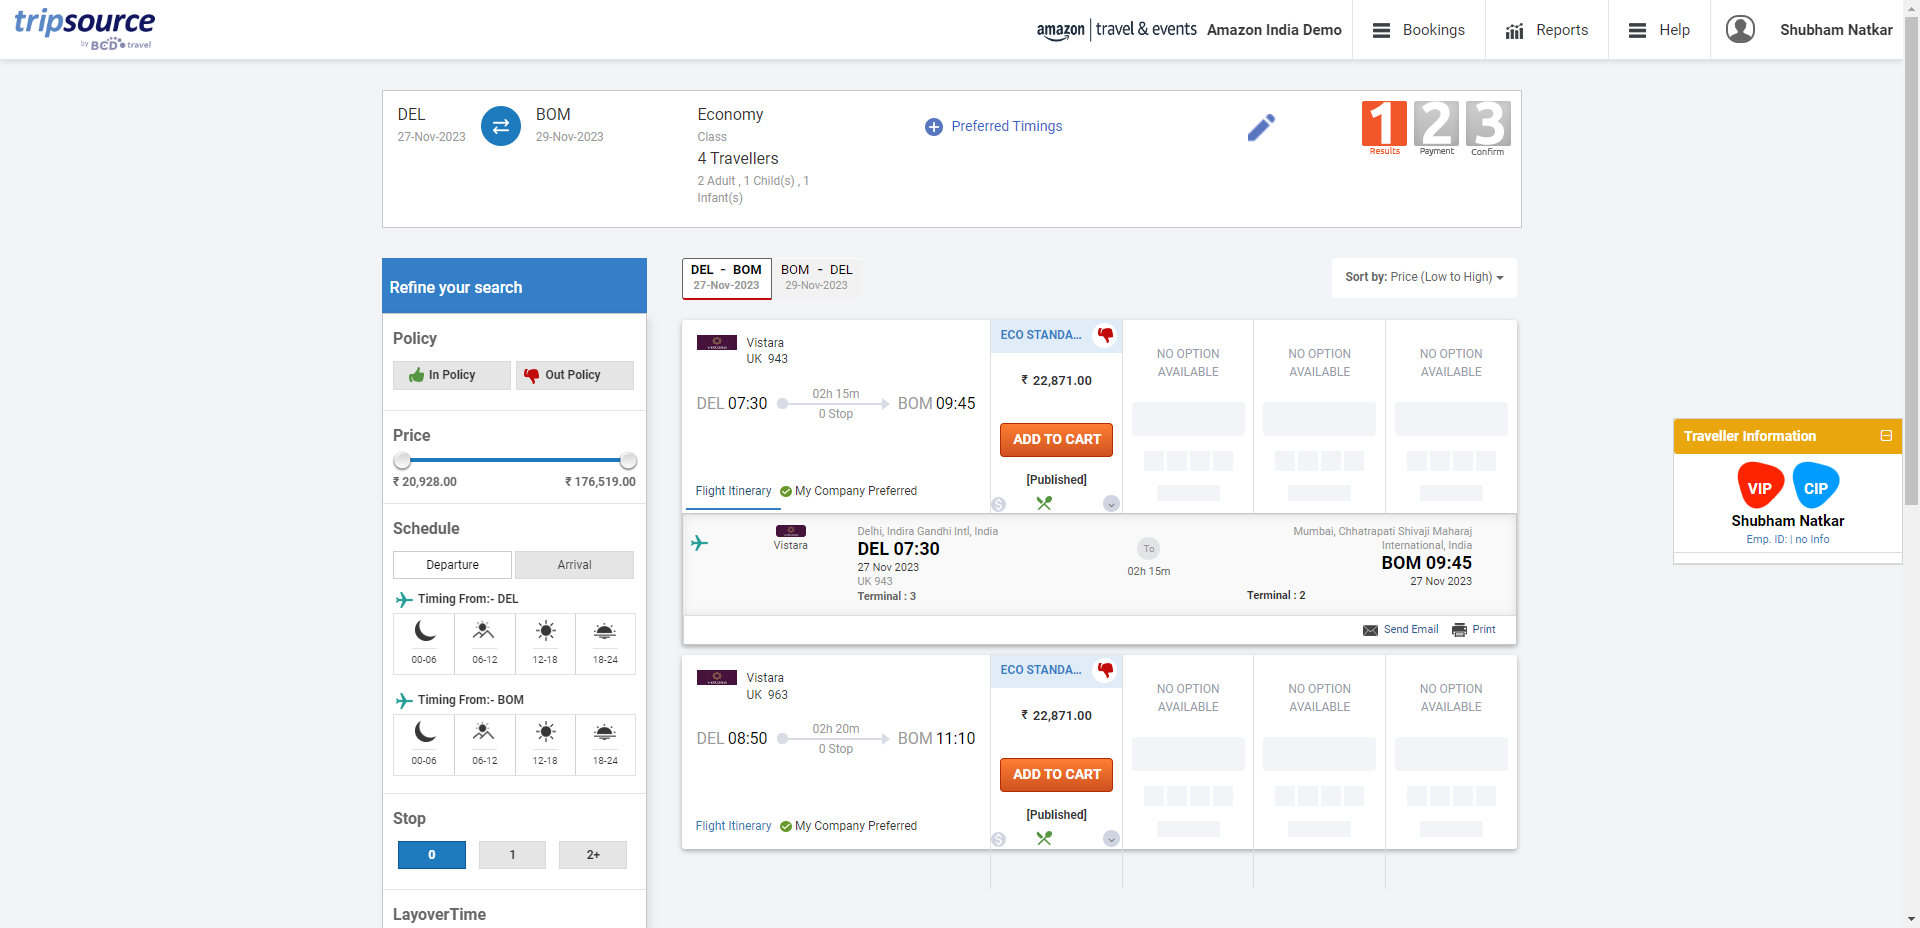 tripsource
by BCD travel
amazon | travel & events
Amazon India Demo
Bookings
Reports
Help
Shubham Natkar
DEL
27-Nov-2023
BOM
29-Nov-2023
Economy
Class
4 Travellers
2 Adult , 1 Child(s) , 1
Infant(s)
Preferred Timings
1
Results
2
Payment
3
Confirm
Refine your search
Policy
In Policy
Out Policy
Price
₹ 20,928.00
₹ 176,519.00
Schedule
Departure
Arrival
Timing From:- DEL
00-06
06-12
12-18
18-24
Timing From:- BOM
00-06
06-12
12-18
18-24
Stop
0
1
2+
LayoverTime
DEL - BOM
27-Nov-2023
BOM - DEL
29-Nov-2023
Sort by: Price (Low to High)
Vistara
UK 943
DEL 07:30
02h 15m
0 Stop
BOM 09:45
Flight Itinerary
My Company Preferred
ECO STANDA...
₹ 22,871.00
ADD TO CART
[Published]
NO OPTION
AVAILABLE
NO OPTION
AVAILABLE
NO OPTION
AVAILABLE
Vistara
Delhi, Indira Gandhi Intl, India
DEL 07:30
27 Nov 2023
UK 943
Terminal : 3
To
02h 15m
Mumbai, Chhatrapati Shivaji Maharaj
International, India
BOM 09:45
27 Nov 2023
Terminal : 2
Send Email
Print
Vistara
UK 963
DEL 08:50
02h 20m
0 Stop
BOM 11:10
Flight Itinerary
My Company Preferred
ECO STANDA...
₹ 22,871.00
ADD TO CART
[Published]
NO OPTION
AVAILABLE
NO OPTION
AVAILABLE
NO OPTION
AVAILABLE
Traveller Information
VIP
CIP
Shubham Natkar
Emp. ID: | no Info